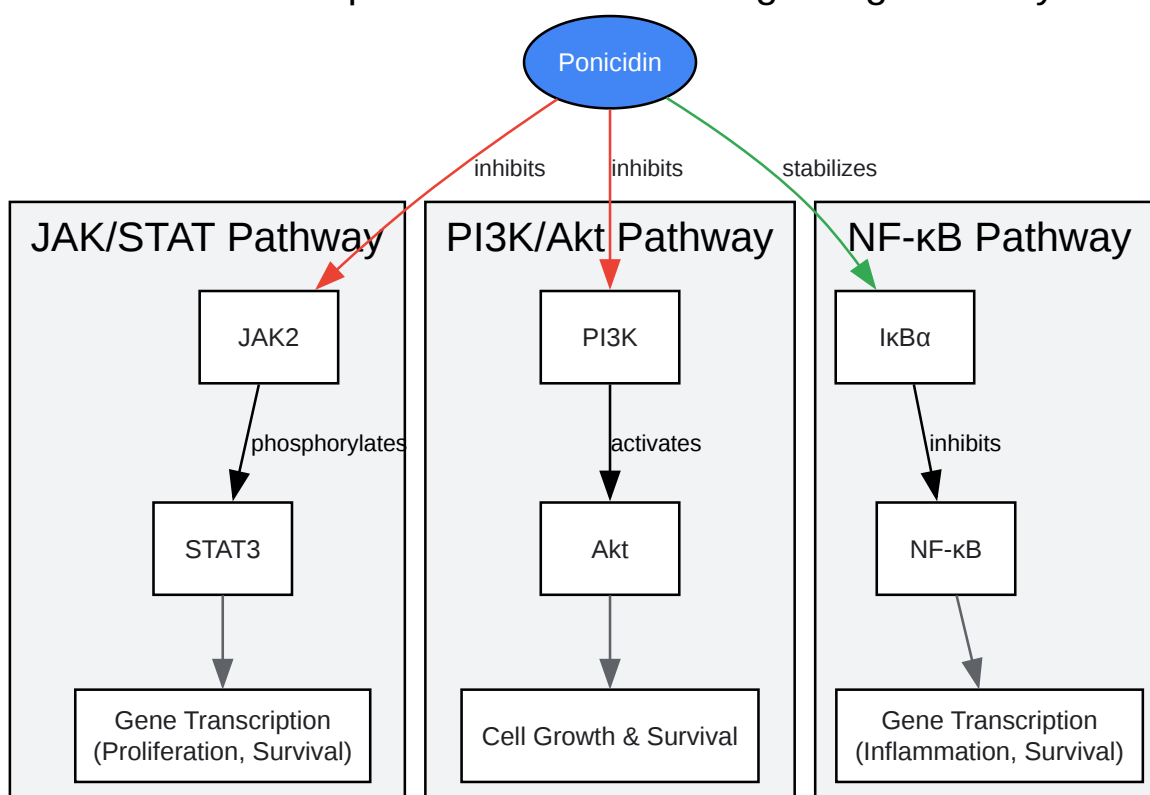 Ponicidin
inhibits
inhibits
stabilizes
JAK/STAT Pathway
PI3K/Akt Pathway
NF-κB Pathway
JAK2
PI3K
IκBα
phosphorylates
activates
inhibits
STAT3
Akt
NF-κB
Gene Transcription
(Proliferation, Survival)
Cell Growth & Survival
Gene Transcription
(Inflammation, Survival)